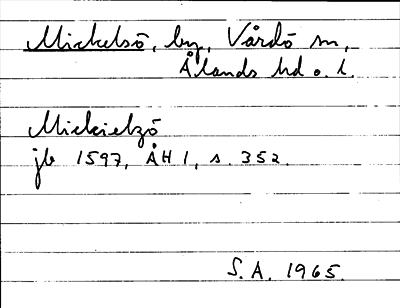 Mickelsö, by, Vårdö sn,
Ålands hd o. l.
Mickielzö
jb 1597, ÅH 1, s. 352.
S.A. 1965.